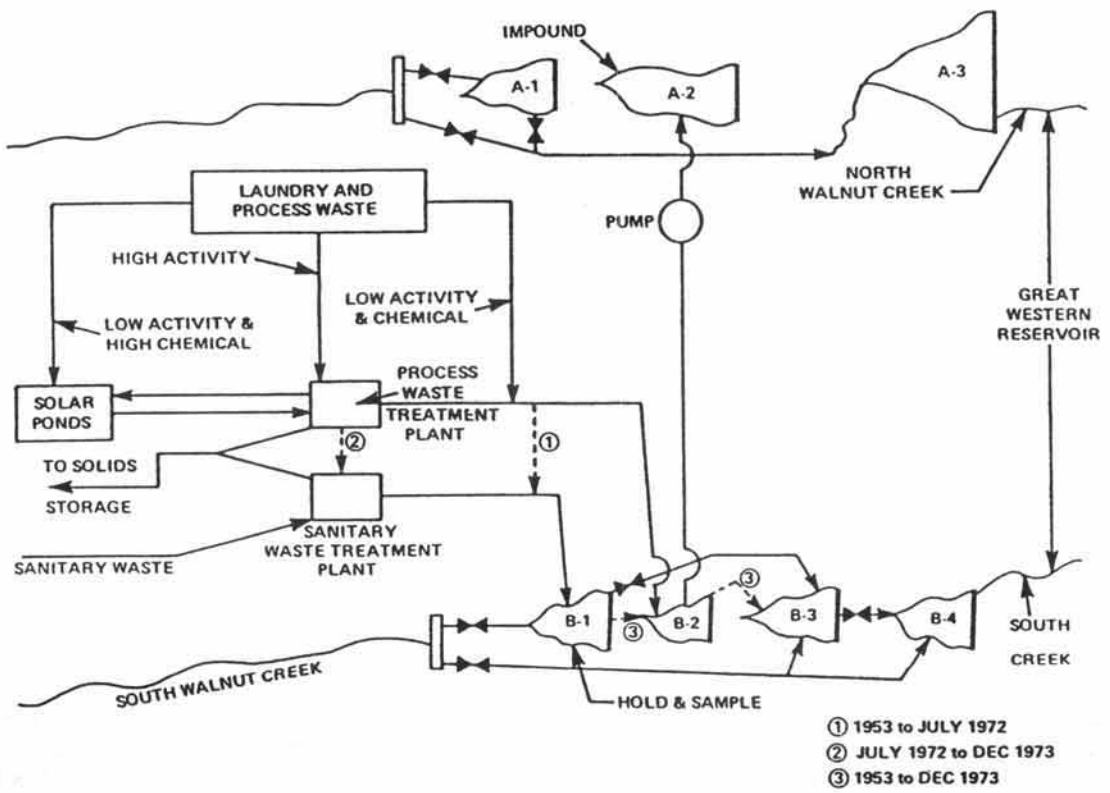 IMPOUND
A-1
A-2
A-3
NORTH
WALNUT CREEK
LAUNDRY AND
PROCESS WASTE
PUMP
HIGH ACTIVITY
LOW ACTIVITY
& CHEMICAL
LOW ACTIVITY &
HIGH CHEMICAL
GREAT
WESTERN
RESERVOIR
SOLAR
PONDS
PROCESS
WASTE
TREATMENT
PLANT
②
①
TO SOLIDS
STORAGE
SANITARY
WASTE TREATMENT
PLANT
SANITARY WASTE
③
B-1
③
B-2
B-3
B-4
SOUTH
CREEK
SOUTH WALNUT CREEK
HOLD & SAMPLE
① 1953 to JULY 1972
② JULY 1972 to DEC 1973
③ 1953 to DEC 1973